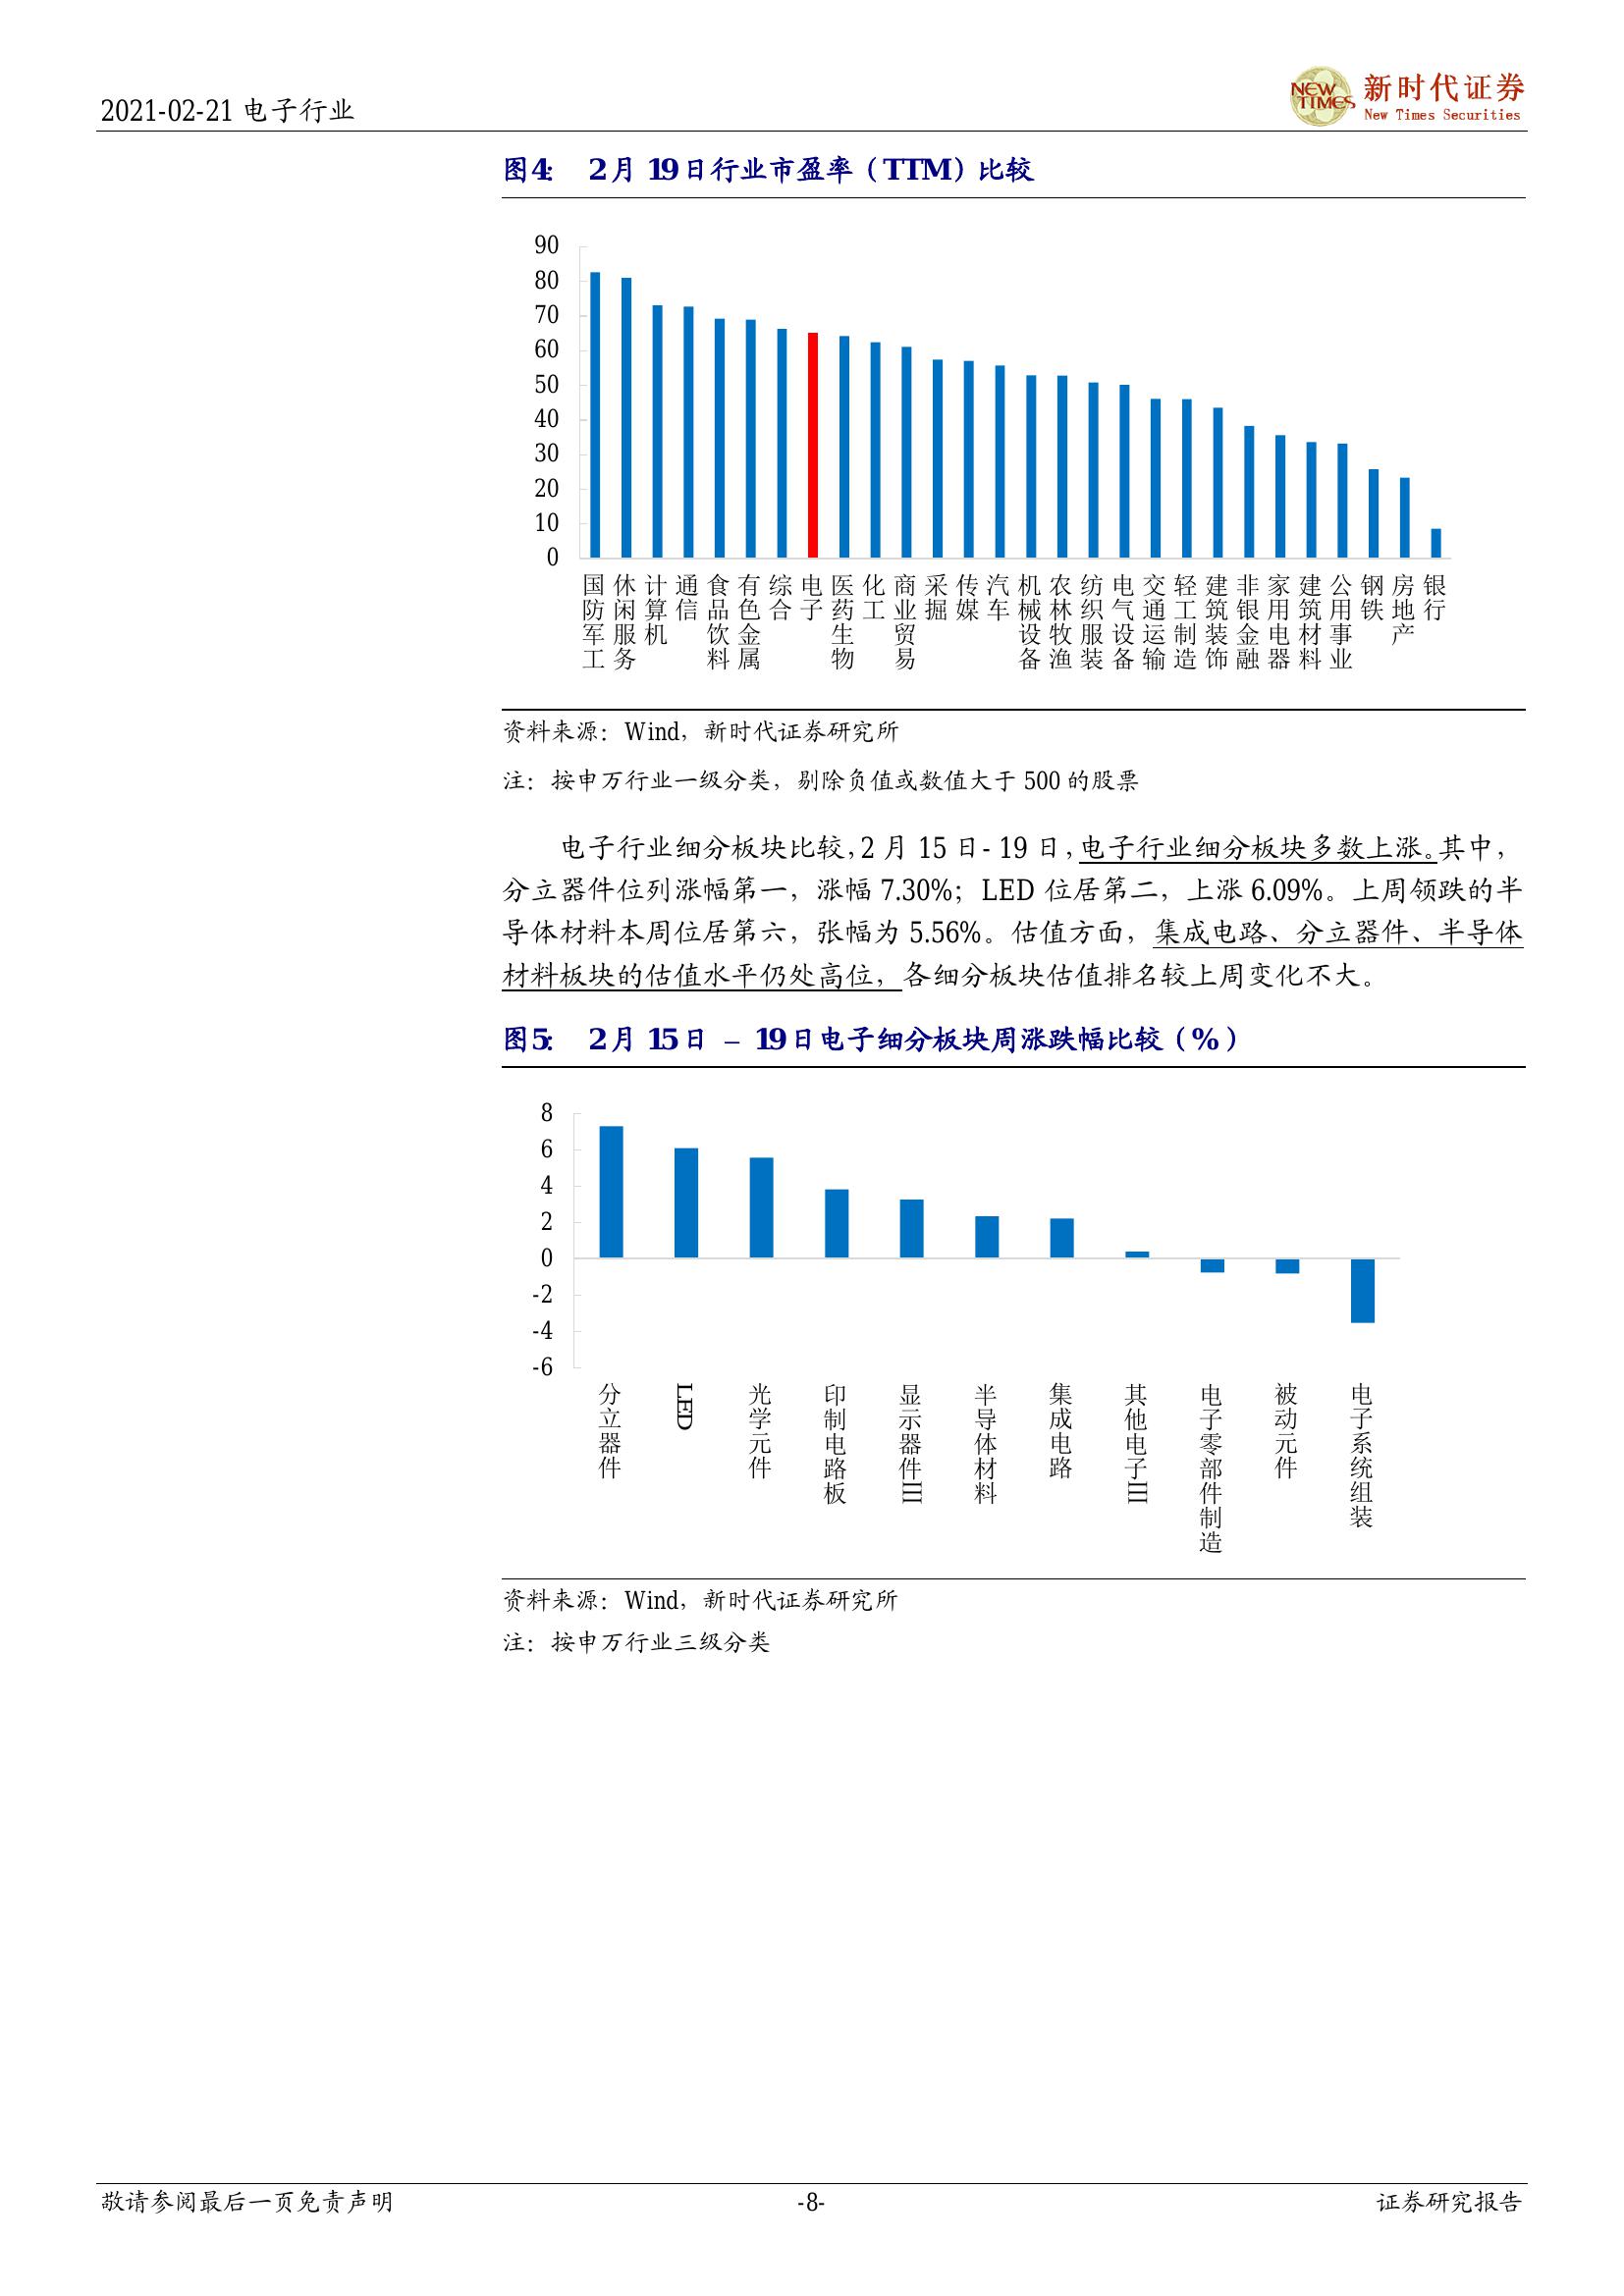 2021-02-21 电子行业
NEW TIMES
新时代证券
New Times Securities
图4: 2月 19日行业市盈率（TTM）比较
90
80
70
60
50
40
30
20
10
0
国防军工 休闲服务 计算机 通信 食品饮料 有色金属 综合 电子 医药生物 化工 商业贸易 采掘 传媒 汽车 机械设备 农林牧渔 纺织服装 电气设备 交通运输 轻工制造 建筑装饰 非银金融 家用电器 建筑材料 公用事业 钢铁 房地产 银行
资料来源：Wind，新时代证券研究所
注：按申万行业一级分类，剔除负值或数值大于 500 的股票
电子行业细分板块比较，2 月 15 日- 19 日，电子行业细分板块多数上涨。其中，
分立器件位列涨幅第一，涨幅 7.30%；LED 位居第二，上涨 6.09%。上周领跌的半
导体材料本周位居第六，张幅为 5.56%。估值方面，集成电路、分立器件、半导体
材料板块的估值水平仍处高位，各细分板块估值排名较上周变化不大。
图5: 2月 15日 – 19日电子细分板块周涨跌幅比较（%）
8
6
4
2
0
-2
-4
-6
分立器件 LED 光学元件 印制电路板 显示器件III 半导体材料 集成电路 其他电子III 电子零部件制造 被动元件 电子系统组装
资料来源：Wind，新时代证券研究所
注：按申万行业三级分类
敬请参阅最后一页免责声明
-8-
证券研究报告